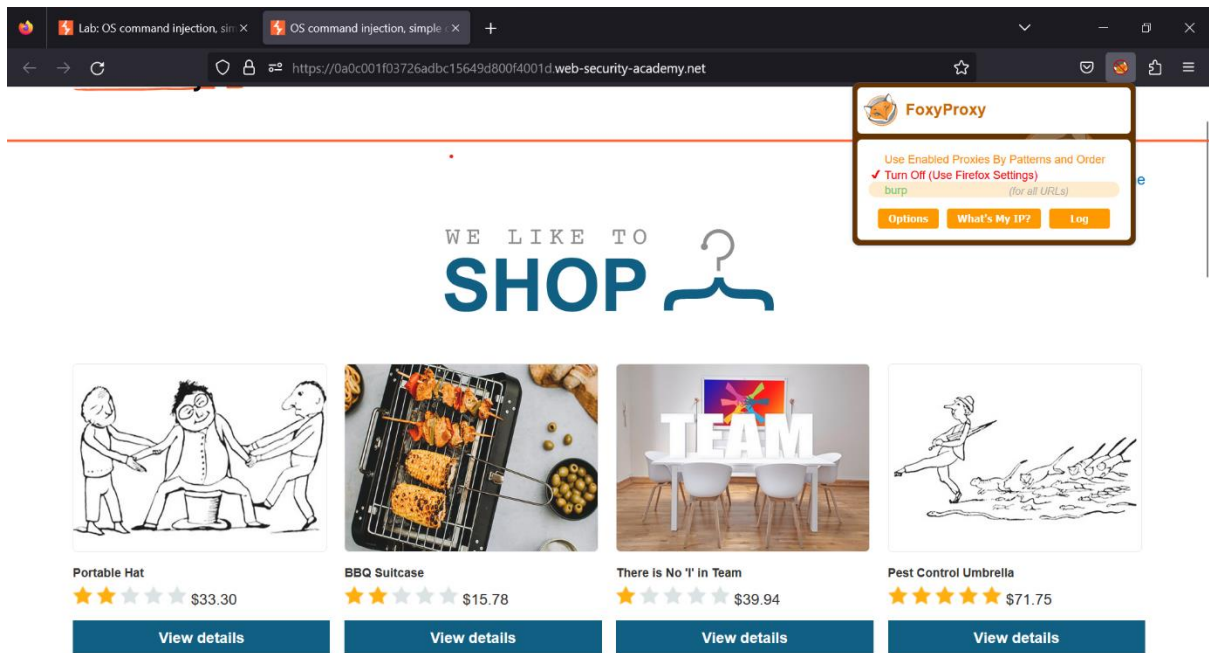 Lab: OS command injection, sim
OS command injection, simple c
https://0a0c001f03726adbc15649d800f4001d.web-security-academy.net
FoxyProxy
Use Enabled Proxies By Patterns and Order
✓ Turn Off (Use Firefox Settings)
burp (for all URLs)
Options What's My IP? Log
WE LIKE TO
SHOP
TEAM
Portable Hat
BBQ Suitcase
There is No 'I' in Team
Pest Control Umbrella
$33.30
$15.78
$39.94
$71.75
View details
View details
View details
View details